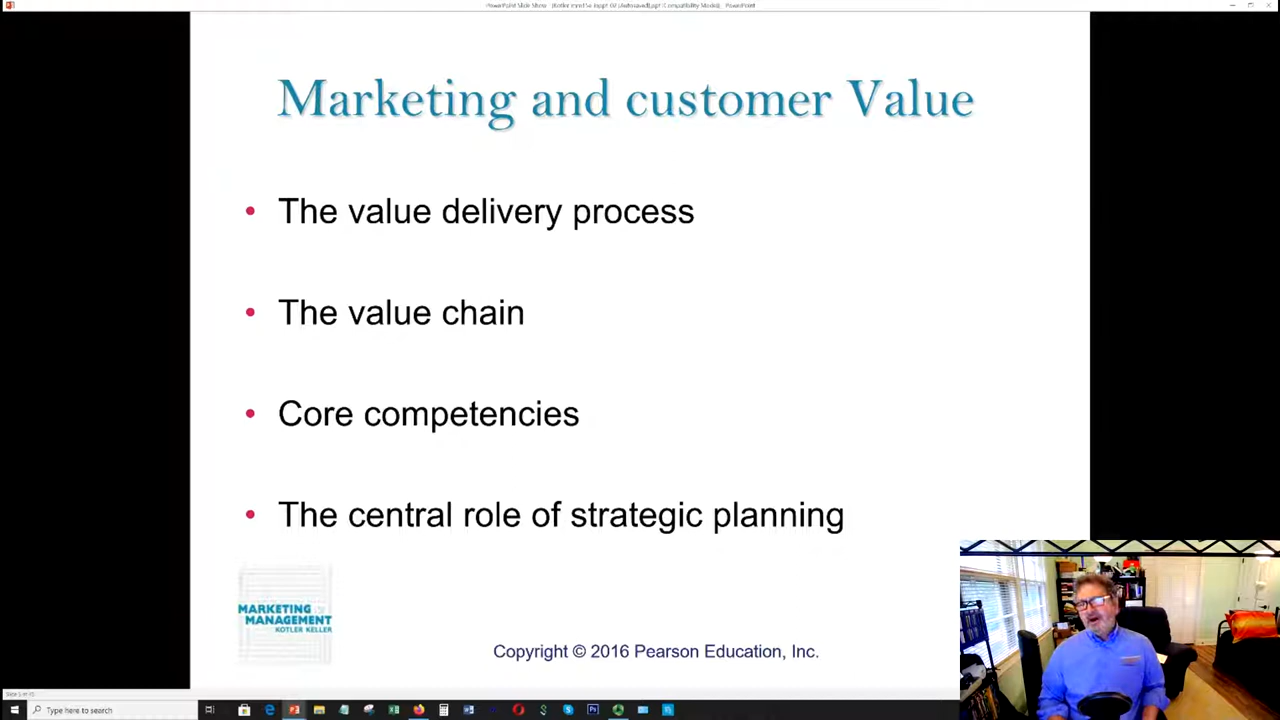 Marketing and customer Value
• The value delivery process
• The value chain
• Core competencies
• The central role of strategic planning
MARKETING
MANAGEMENT
KOTLER KELLER
Copyright © 2016 Pearson Education, Inc.
Type here to search